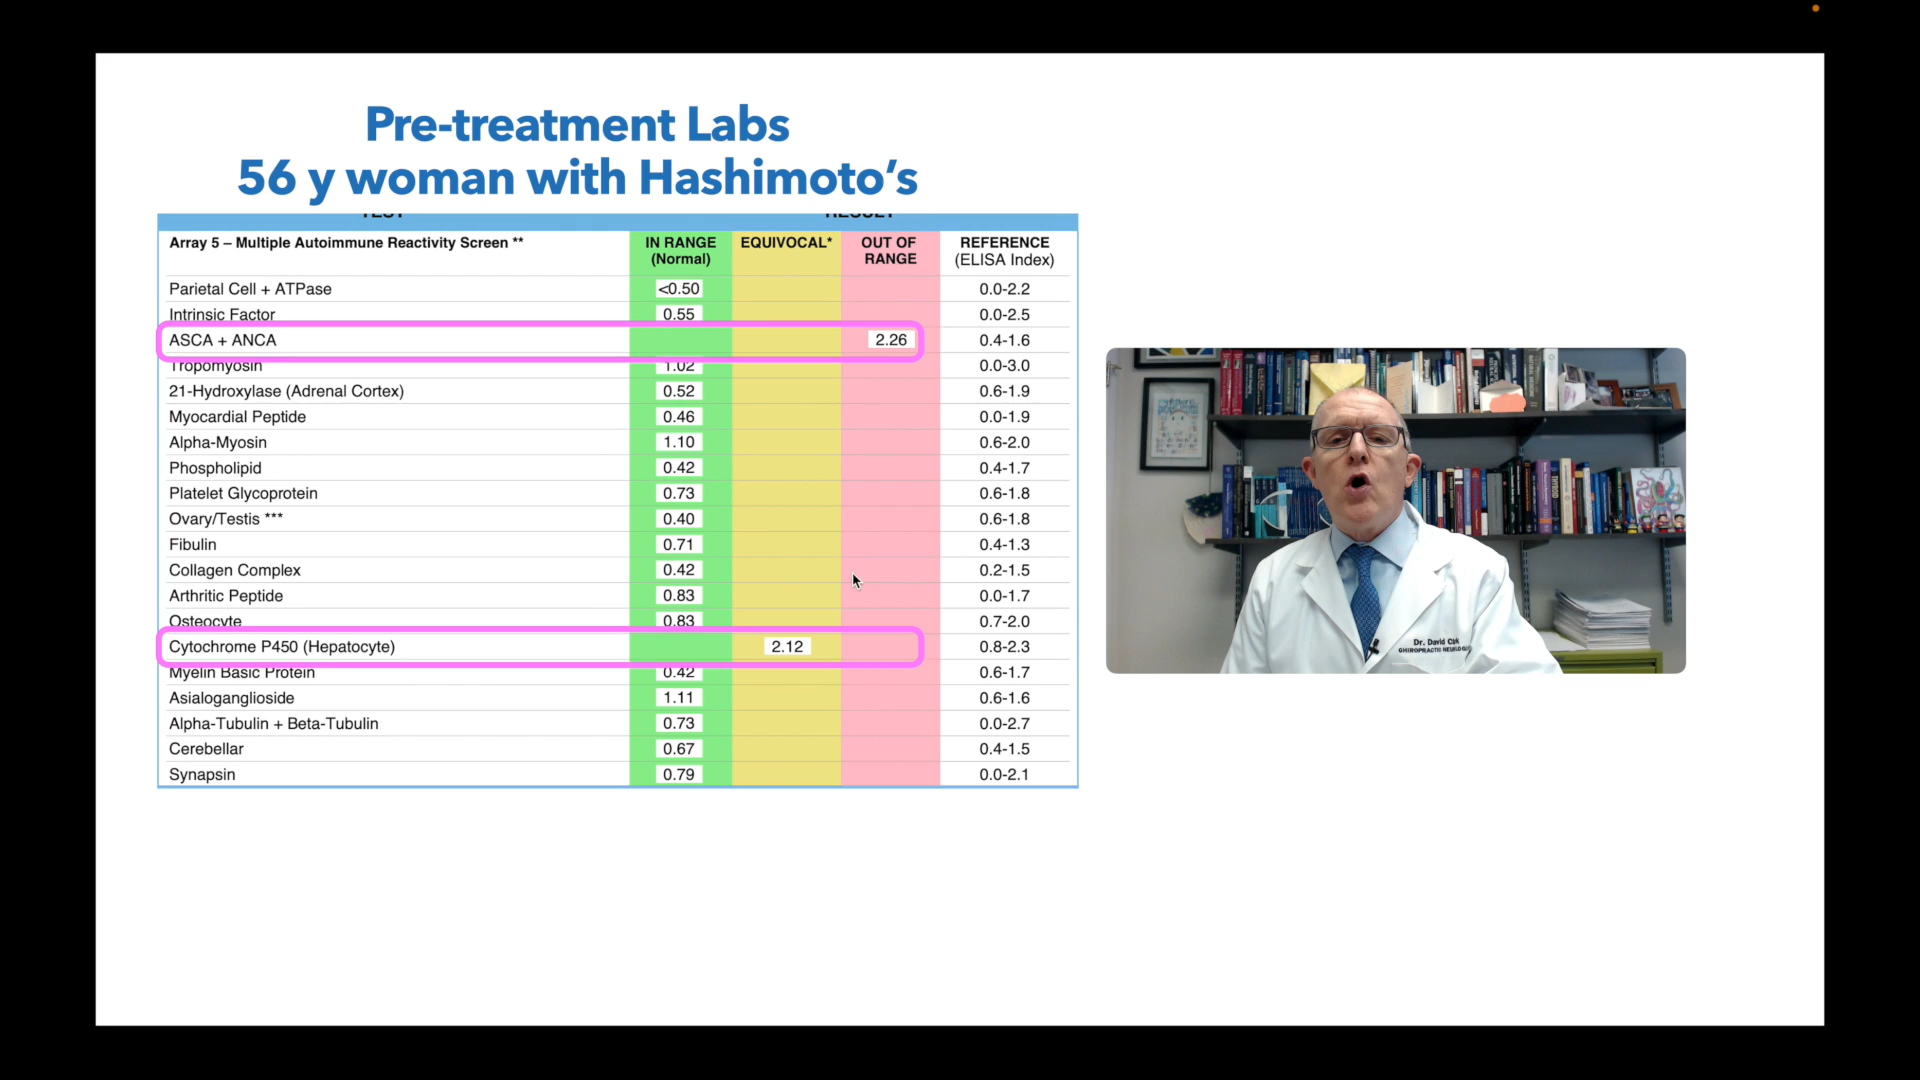 Pre-treatment Labs
56 y woman with Hashimoto's
TEST RESULT
Array 5 – Multiple Autoimmune Reactivity Screen ** IN RANGE (Normal) EQUIVOCAL* OUT OF RANGE REFERENCE (ELISA Index)
Parietal Cell + ATPase <0.50 0.0-2.2
Intrinsic Factor 0.55 0.0-2.5
ASCA + ANCA 2.26 0.4-1.6
Tropomyosin 1.02 0.0-3.0
21-Hydroxylase (Adrenal Cortex) 0.52 0.6-1.9
Myocardial Peptide 0.46 0.0-1.9
Alpha-Myosin 1.10 0.6-2.0
Phospholipid 0.42 0.4-1.7
Platelet Glycoprotein 0.73 0.6-1.8
Ovary/Testis *** 0.40 0.6-1.8
Fibulin 0.71 0.4-1.3
Collagen Complex 0.42 0.2-1.5
Arthritic Peptide 0.83 0.0-1.7
Osteocyte 0.83 0.7-2.0
Cytochrome P450 (Hepatocyte) 2.12 0.8-2.3
Myelin Basic Protein 0.42 0.6-1.7
Asialoganglioside 1.11 0.6-1.6
Alpha-Tubulin + Beta-Tubulin 0.73 0.0-2.7
Cerebellar 0.67 0.4-1.5
Synapsin 0.79 0.0-2.1
Dr. David